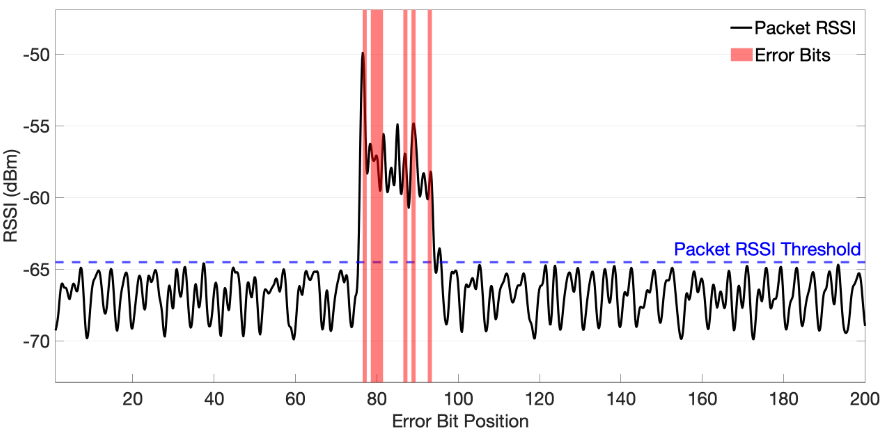 Packet RSSI
Error Bits
-50
-55
-60
-65
-70
RSSI (dBm)
Packet RSSI Threshold
20 40 60 80 100 120 140 160 180 200
Error Bit Position